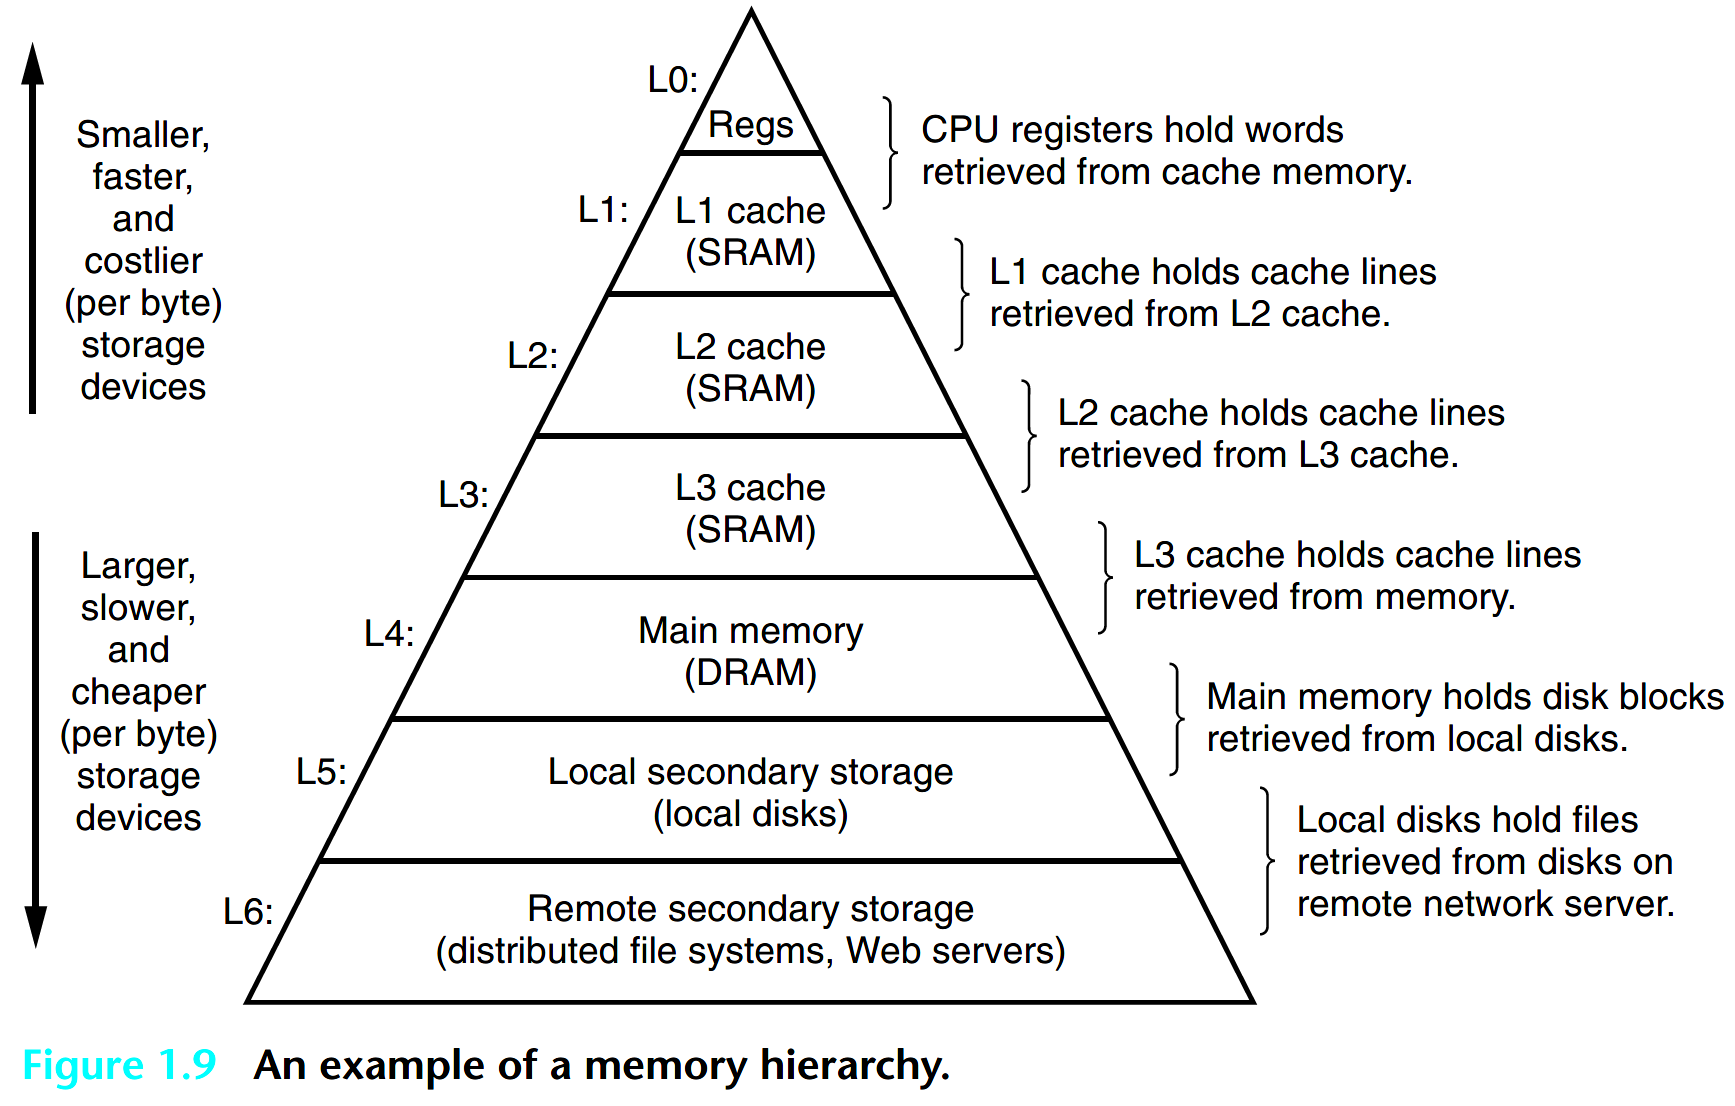 Smaller,
faster,
and
costlier
(per byte)
storage
devices
Larger,
slower,
and
cheaper
(per byte)
storage
devices
L0:
Regs
L1:
L1 cache
(SRAM)
L2:
L2 cache
(SRAM)
L3:
L3 cache
(SRAM)
L4:
Main memory
(DRAM)
L5:
Local secondary storage
(local disks)
L6:
Remote secondary storage
(distributed file systems, Web servers)
CPU registers hold words
retrieved from cache memory.
L1 cache holds cache lines
retrieved from L2 cache.
L2 cache holds cache lines
retrieved from L3 cache.
L3 cache holds cache lines
retrieved from memory.
Main memory holds disk blocks
retrieved from local disks.
Local disks hold files
retrieved from disks on
remote network server.
Figure 1.9 An example of a memory hierarchy.